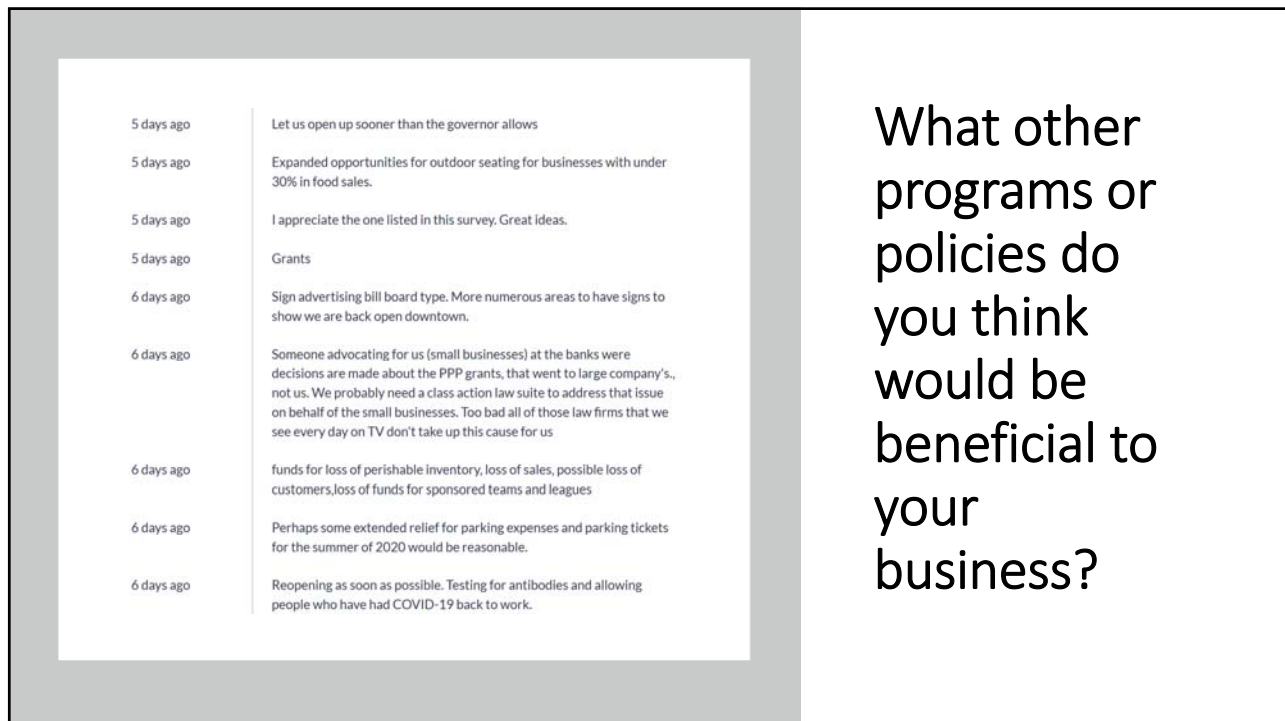 5 days ago Let us open up sooner than the governor allows
5 days ago Expanded opportunities for outdoor seating for businesses with under
30% in food sales.
5 days ago I appreciate the one listed in this survey. Great ideas.
5 days ago Grants
6 days ago Sign advertising bill board type. More numerous areas to have signs to
show we are back open downtown.
6 days ago Someone advocating for us (small businesses) at the banks were
decisions are made about the PPP grants, that went to large company's.,
not us. We probably need a class action law suite to address that issue
on behalf of the small businesses. Too bad all of those law firms that we
see every day on TV don't take up this cause for us
6 days ago funds for loss of perishable inventory, loss of sales, possible loss of
customers,loss of funds for sponsored teams and leagues
6 days ago Perhaps some extended relief for parking expenses and parking tickets
for the summer of 2020 would be reasonable.
6 days ago Reopening as soon as possible. Testing for antibodies and allowing
people who have had COVID-19 back to work.
What other
programs or
policies do
you think
would be
beneficial to
your
business?